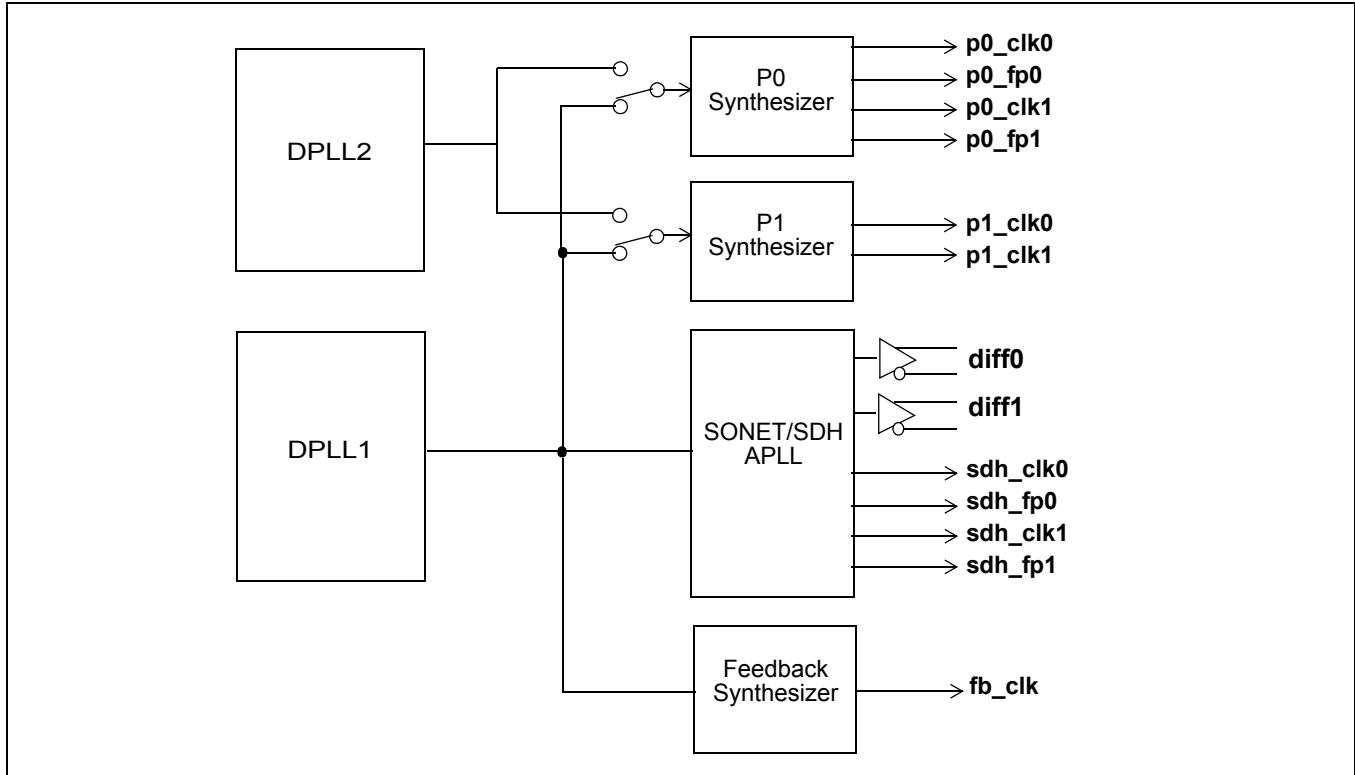 DPLL2
P0
Synthesizer
p0_clk0
p0_fp0
p0_clk1
p0_fp1
P1
Synthesizer
p1_clk0
p1_clk1
DPLL1
SONET/SDH
APLL
diff0
diff1
sdh_clk0
sdh_fp0
sdh_clk1
sdh_fp1
Feedback
Synthesizer
fb_clk